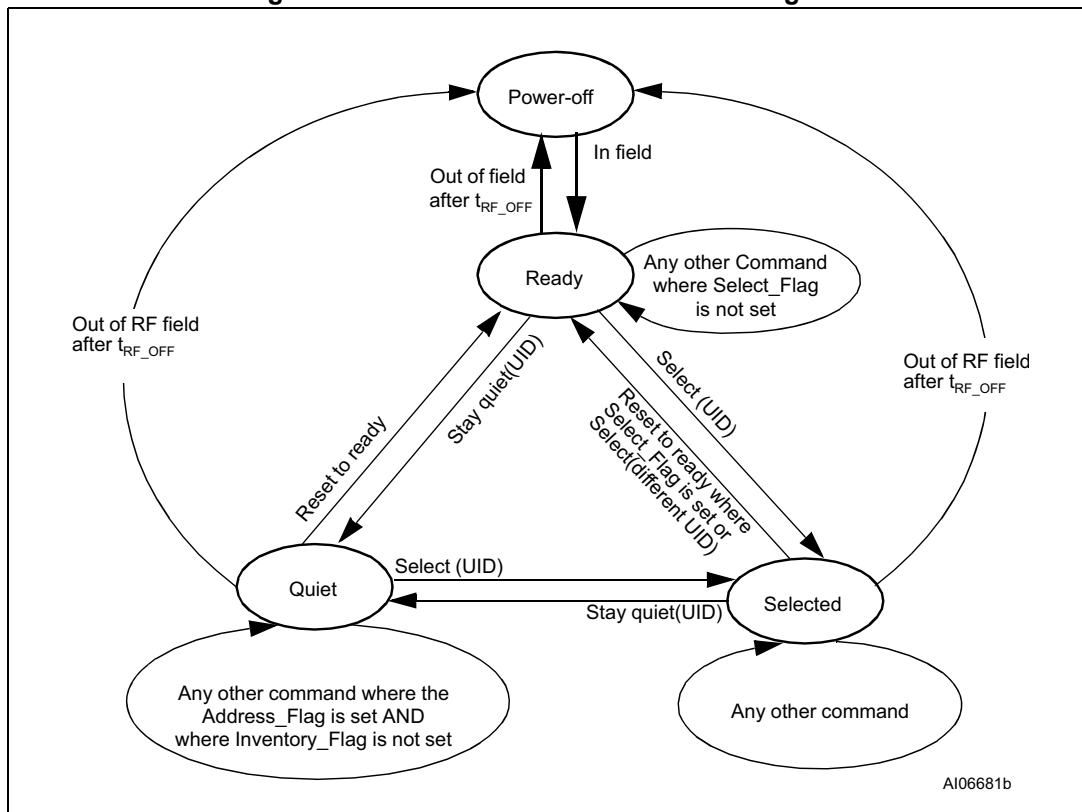 Power-off
In field
Out of field
after tRF_OFF
Ready
Any other Command
where Select_Flag
is not set
Out of RF field
after tRF_OFF
Out of RF field
after tRF_OFF
Reset to ready
Stay quiet(UID)
Select (UID)
Reset to ready where
Select_Flag is set or
Select(different UID)
Quiet
Select (UID)
Stay quiet(UID)
Selected
Any other command where the
Address_Flag is set AND
where Inventory_Flag is not set
Any other command
AI06681b